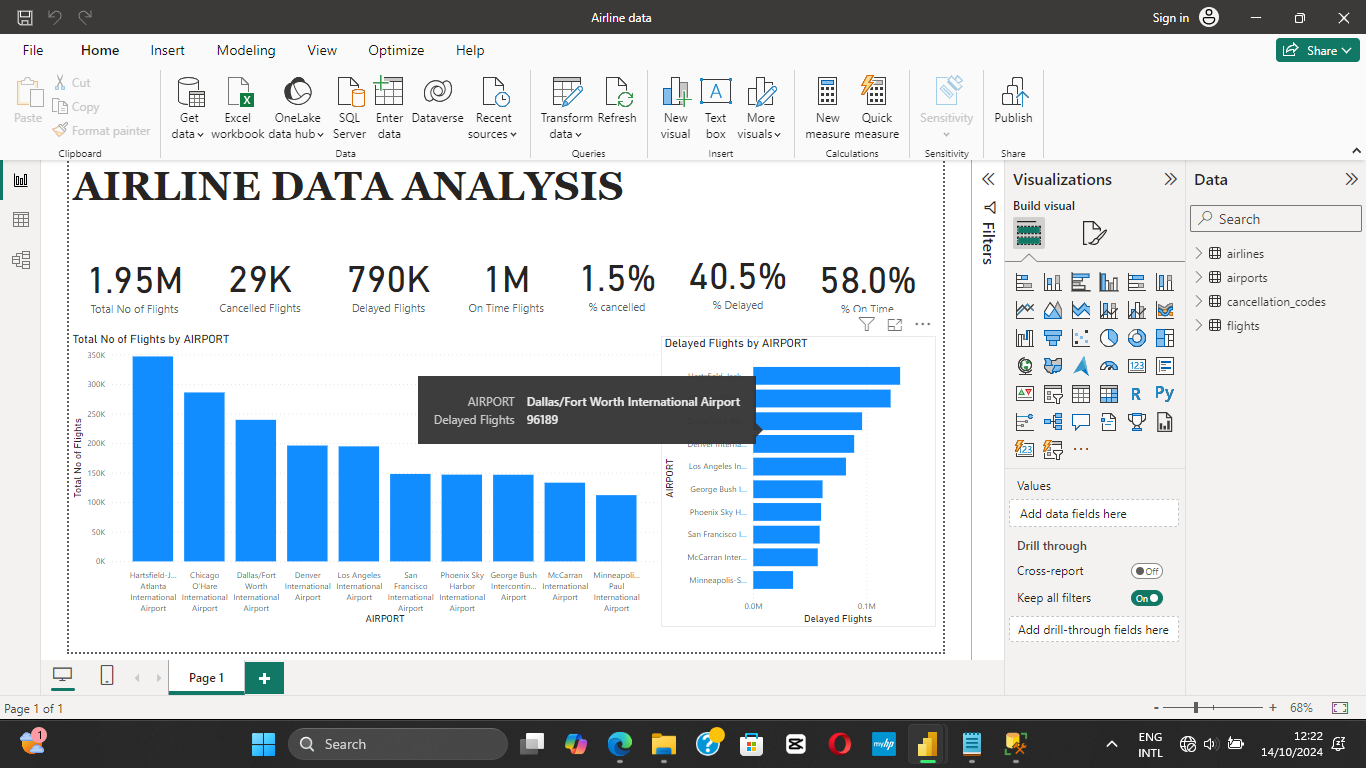 Airline data
Sign in
File
Home
Insert
Modeling
View
Optimize
Help
Share
Paste
Cut
Copy
Format painter
Get
data
Excel
workbook
OneLake
data hub
SQL
Server
Enter
data
Dataverse
Recent
sources
Transform
data
Refresh
New
visual
Text
box
More
visuals
New
measure
Quick
measure
Sensitivity
Publish
Clipboard
Data
Queries
Insert
Calculations
Sensitivity
Share
AIRLINE DATA ANALYSIS
1.95M
Total No of Flights
29K
Cancelled Flights
790K
Delayed Flights
1M
On Time Flights
1.5%
% cancelled
40.5%
% Delayed
58.0%
% On Time
Total No of Flights by AIRPORT
Total No of Flights
350K
300K
250K
200K
150K
100K
50K
0K
Hartsfield-J...
Atlanta
International
Airport
Chicago
O'Hare
International
Airport
Dallas/Fort
Worth
International
Airport
Denver
International
Airport
Los Angeles
International
Airport
San
Francisco
International
Airport
Phoenix Sky
Harbor
International
Airport
George Bush
Intercontin...
Airport
McCarran
International
Airport
Minneapoli...
Paul
International
Airport
AIRPORT
AIRPORT Dallas/Fort Worth International Airport
Delayed Flights 96189
Delayed Flights by AIRPORT
AIRPORT
Denver Interna...
Los Angeles In...
George Bush I...
Phoenix Sky H...
San Francisco I...
McCarran Inter...
Minneapolis-S...
0.0M
0.1M
Delayed Flights
Filters
Visualizations
Build visual
R
Py
123
123
Values
Add data fields here
Drill through
Cross-report
Off
Keep all filters
On
Add drill-through fields here
Data
Search
airlines
airports
cancellation_codes
flights
Page 1
Page 1 of 1
- + 68%
1
Search
myhp
ENG
INTL
12:22
14/10/2024